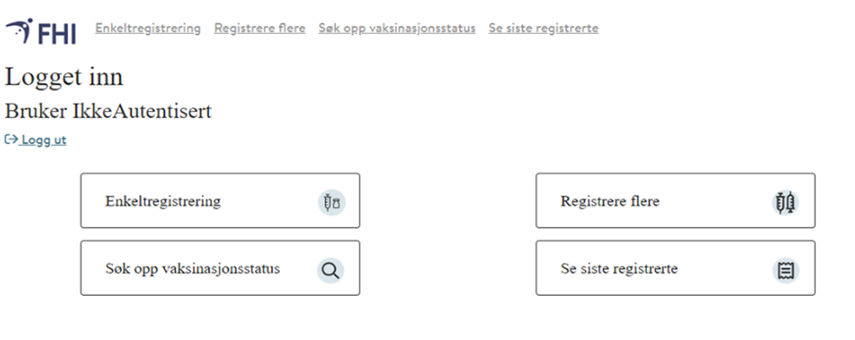 FHI Enkeltregistrering Registrere flere Søk opp vaksinasjonsstatus Se siste registrerte
Logget inn
Bruker IkkeAutentisert
Logg ut
Enkeltregistrering Registrere flere
Søk opp vaksinasjonsstatus Se siste registrerte